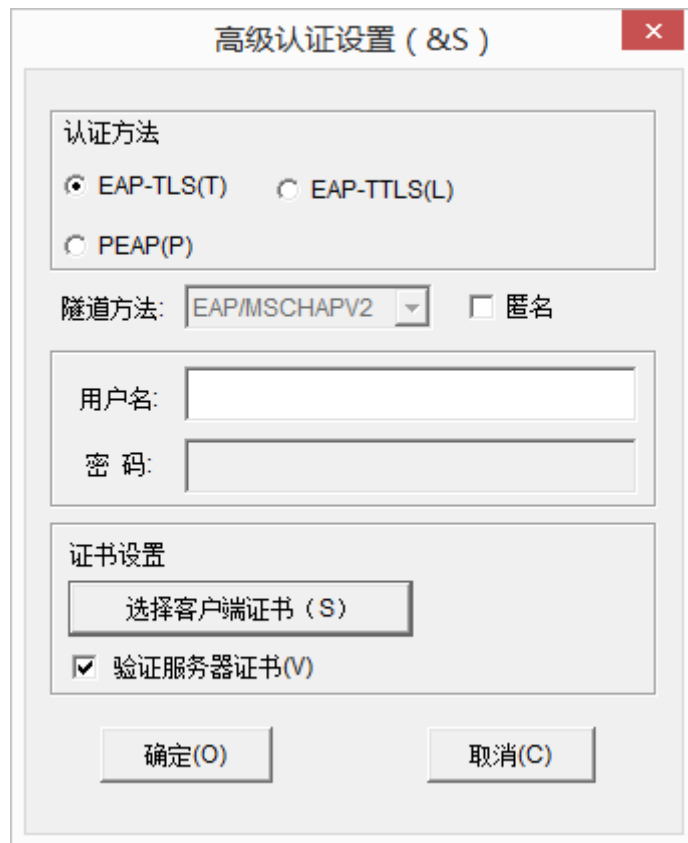 高级认证设置（&S）
认证方法
EAP-TLS(T) EAP-TTLS(L)
PEAP(P)
隧道方法: EAP/MSCHAPV2 匿名
用户名:
密 码:
证书设置
选择客户端证书（S）
验证服务器证书(V)
确定(O) 取消(C)